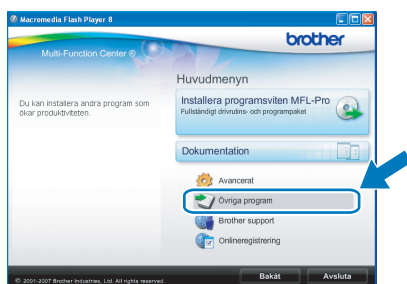 Macromedia Flash Player 8
brother
Multi-Function Center ®
Huvudmenyn
Du kan installera andra program som
ökar produktiviteten.
Installera programsviten MFL-Pro
Fullständigt drivrutins- och programpaket
Dokumentation
Avancerat
Övriga program
Brother support
Onlineregistrering
© 2001-2007 Brother Industries, Ltd. All rights reserved.
Bakåt
Avsluta